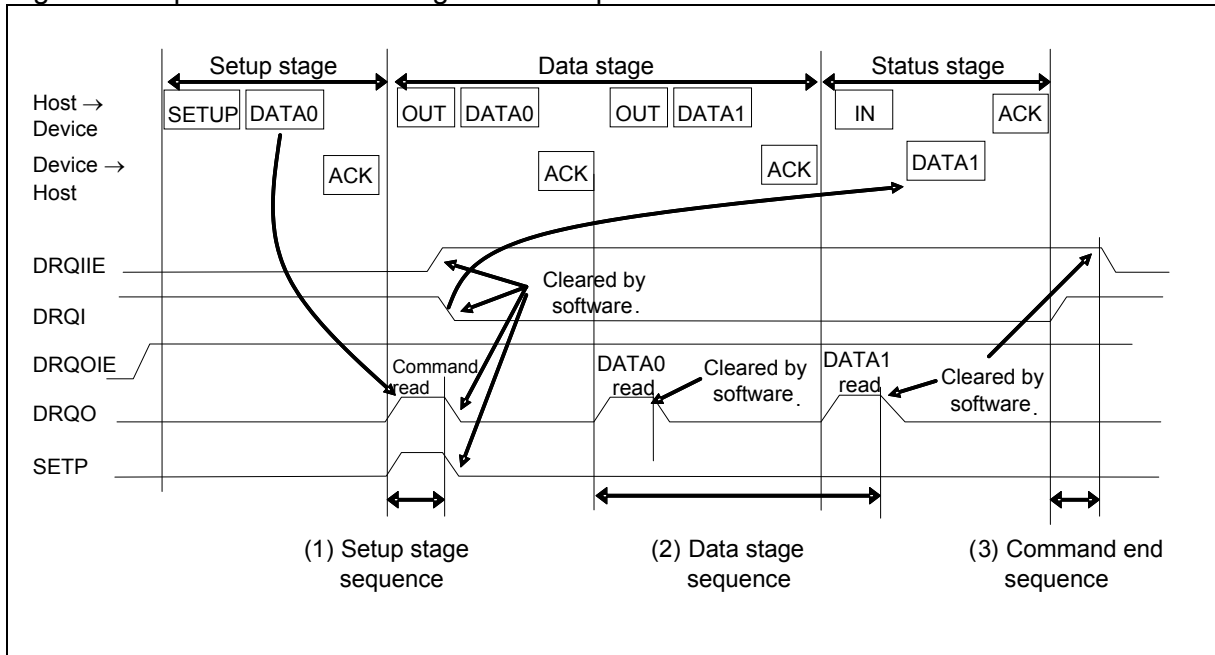 Setup stage Data stage Status stage
Host →
Device
SETUP DATA0 OUT DATA0 OUT DATA1 IN ACK
Device →
Host
ACK ACK ACK DATA1
DRQIIE
Cleared by
software.
DRQI
DRQOIE
Command
read
DATA0
read
Cleared by
software.
DATA1
read
Cleared by
software.
DRQO
SETP
(1) Setup stage
sequence
(2) Data stage
sequence
(3) Command end
sequence